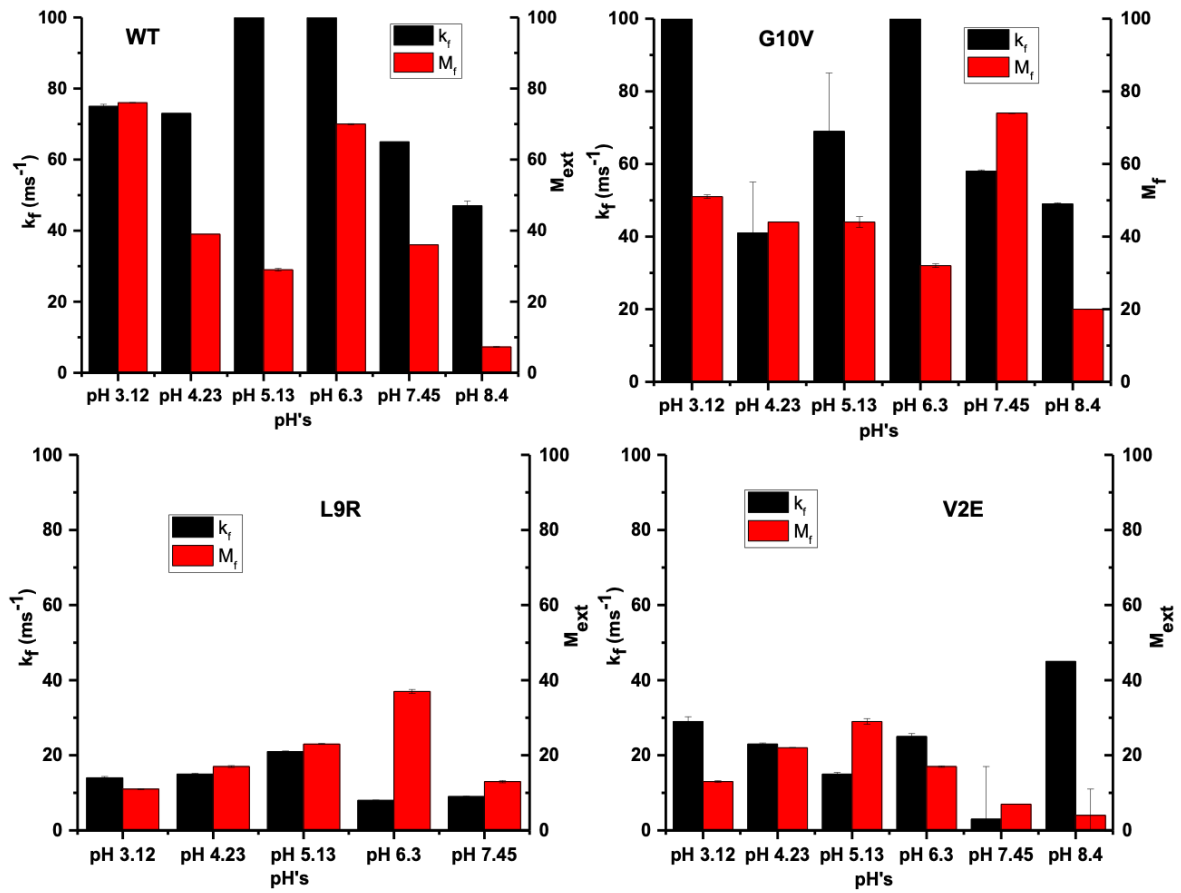 WT
k_f
M_f
100
80
60
40
20
0
k_f (ms^-1)
100
80
60
40
20
0
M_ext
pH 3.12 pH 4.23 pH 5.13 pH 6.3 pH 7.45 pH 8.4
pH's
G10V
k_f
M_f
100
80
60
40
20
0
k_f (ms^-1)
100
80
60
40
20
0
M_f
pH 3.12 pH 4.23 pH 5.13 pH 6.3 pH 7.45 pH 8.4
pH's
L9R
k_f
M_f
100
80
60
40
20
0
k_f (ms^-1)
100
80
60
40
20
0
M_ext
pH 3.12 pH 4.23 pH 5.13 pH 6.3 pH 7.45
pH's
V2E
k_f
M_f
100
80
60
40
20
0
k_f (ms^-1)
100
80
60
40
20
0
M_ext
pH 3.12 pH 4.23 pH 5.13 pH 6.3 pH 7.45 pH 8.4
pH's